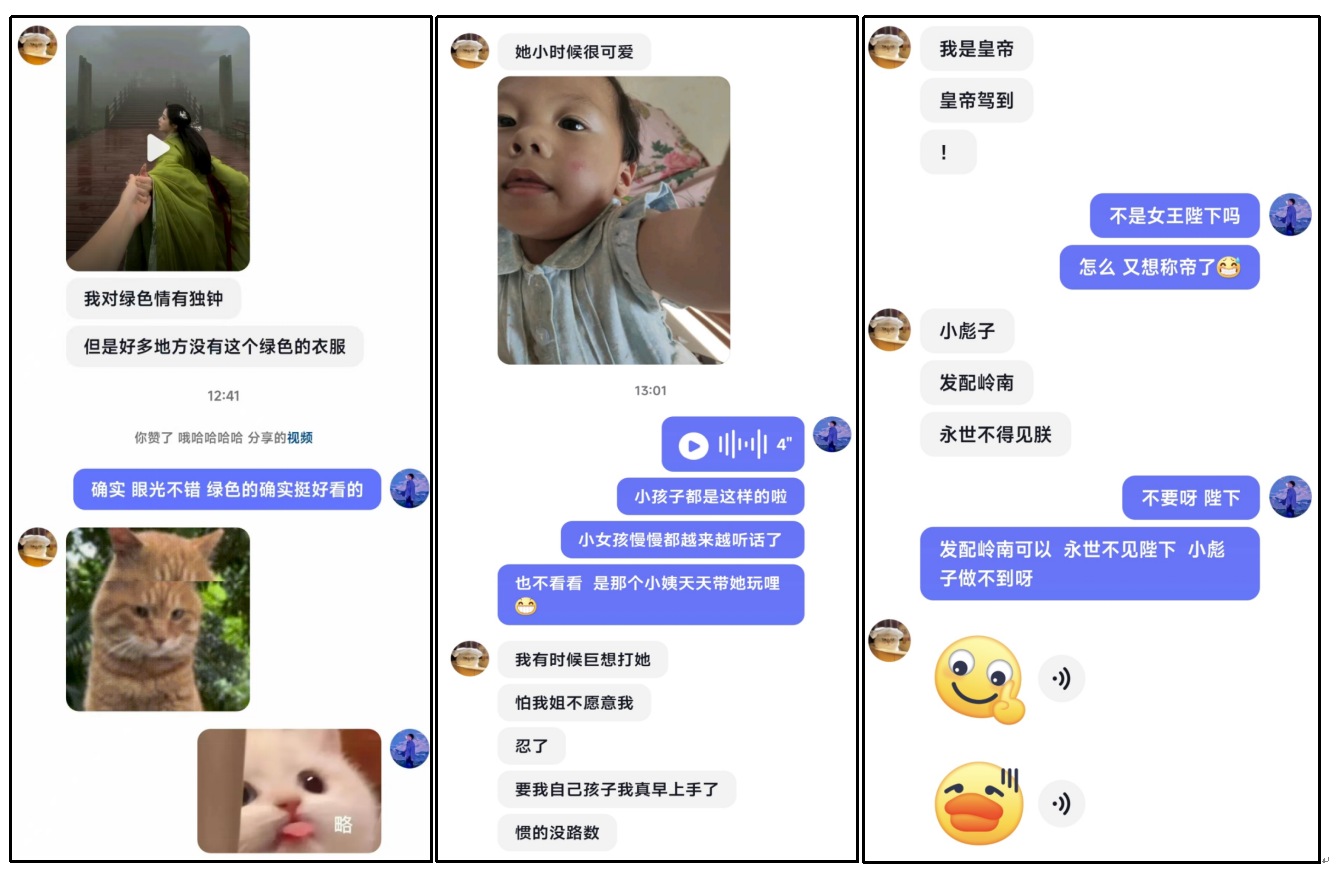 我对绿色情有独钟
但是好多地方没有这个绿色的衣服
12:41
你赞了 哦哈哈哈哈 分享的视频
确实 眼光不错 绿色的确实挺好看的
略
她小时候很可爱
13:01
4"
小孩子都是这样的啦
小女孩慢慢都越来越听话了
也不看看 是那个小姨天天带她玩哩
我有时候巨想打她
怕我姐不愿意我
忍了
要我自己孩子我真早上手了
惯的没路数
我是皇帝
皇帝驾到
!
不是女王陛下吗
怎么 又想称帝了
小彪子
发配岭南
永世不得见朕
不要呀 陛下
发配岭南可以 永世不见陛下 小彪
子做不到呀